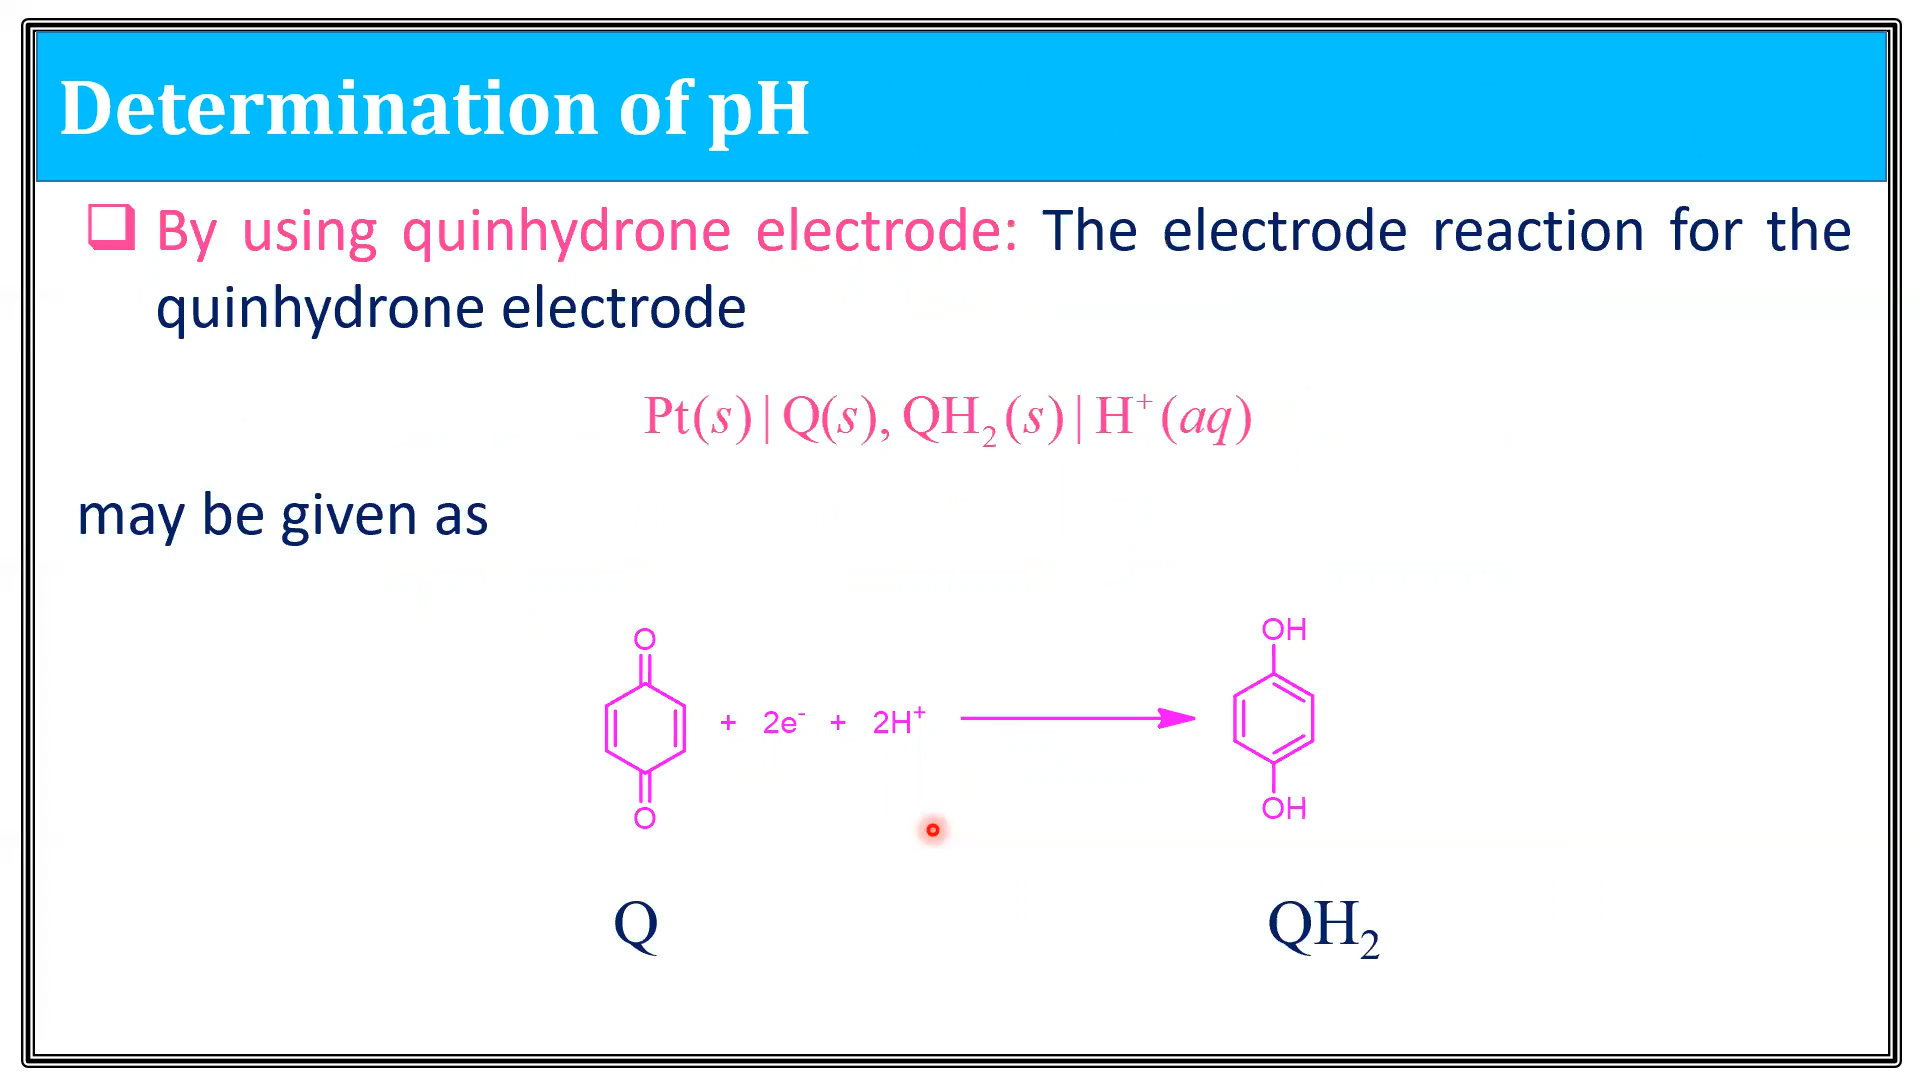 Determination of pH
❑ By using quinhydrone electrode: The electrode reaction for the
quinhydrone electrode
Pt(s) | Q(s), QH₂(s) | H⁺(aq)
may be given as
O OH
+ 2e⁻ + 2H⁺
O OH
Q QH₂